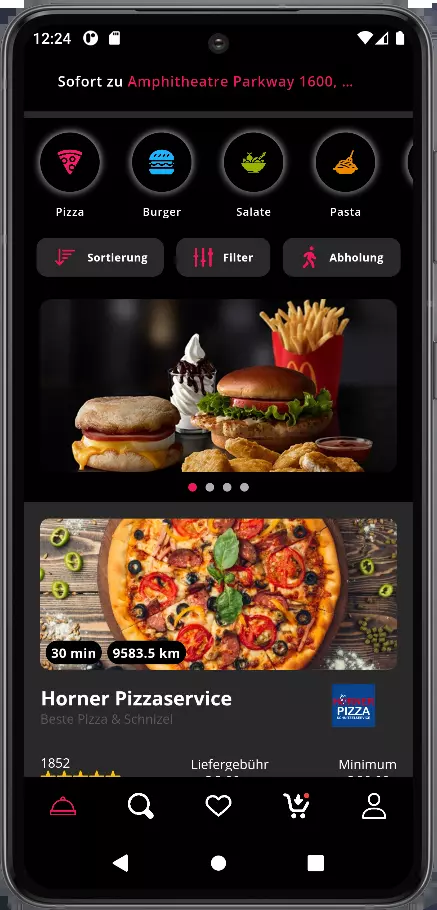 12:24
Sofort zu Amphitheatre Parkway 1600, ...
Pizza Burger Salate Pasta
Sortierung Filter Abholung
30 min 9583.5 km
Horner Pizzaservice
Beste Pizza & Schnizel
HORNER
PIZZA
1852 Liefergebühr Minimum